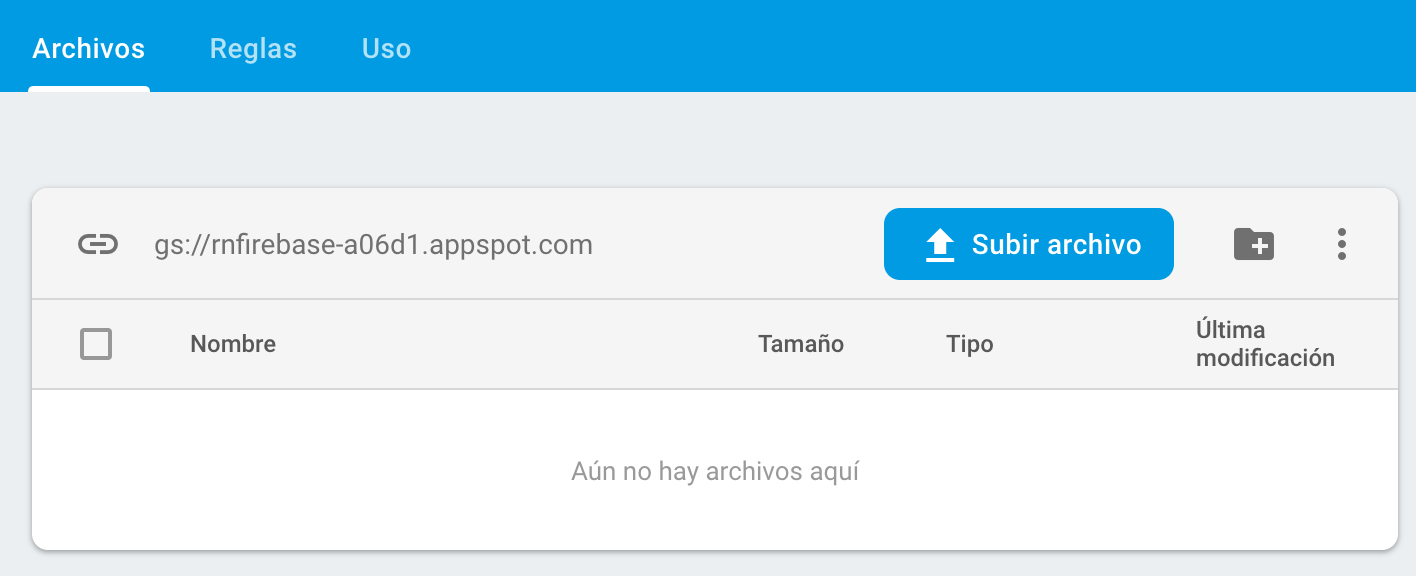 Archivos Reglas Uso
gs://rnfirebase-a06d1.appspot.com Subir archivo
Nombre Tamaño Tipo Última
modificación
Aún no hay archivos aquí